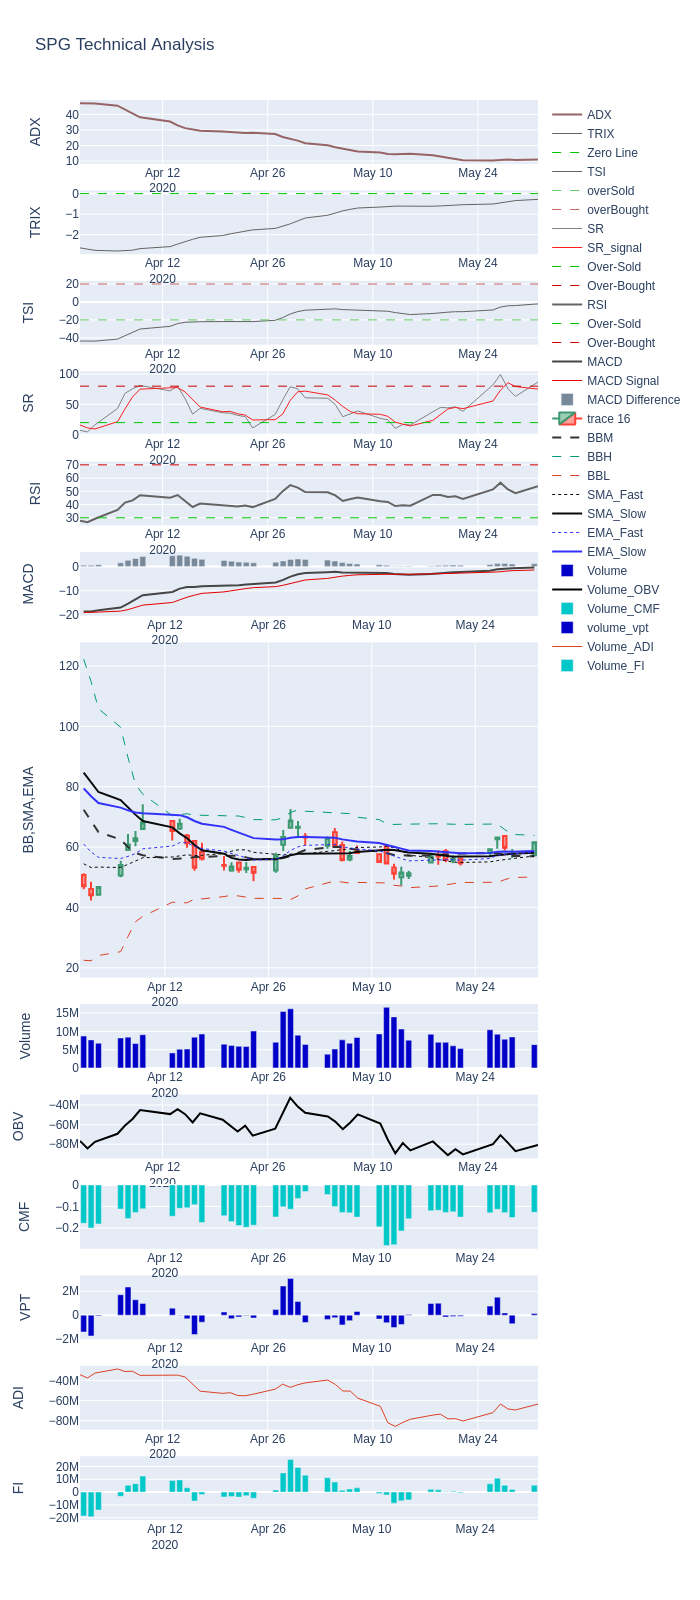 SPG Technical Analysis
ADX
40
30
20
10
Apr 12
2020
Apr 26
May 10
May 24
TRIX
0
−1
−2
Apr 12
2020
Apr 26
May 10
May 24
TSI
20
0
−20
−40
Apr 12
2020
Apr 26
May 10
May 24
SR
100
50
0
Apr 12
2020
Apr 26
May 10
May 24
RSI
70
60
50
40
30
Apr 12
2020
Apr 26
May 10
May 24
MACD
0
−10
−20
Apr 12
2020
Apr 26
May 10
May 24
BB,SMA,EMA
120
100
80
60
40
20
Apr 12
2020
Apr 26
May 10
May 24
Volume
15M
10M
5M
0
Apr 12
2020
Apr 26
May 10
May 24
OBV
−40M
−60M
−80M
Apr 12
2020
Apr 26
May 10
May 24
CMF
0
−0.1
−0.2
Apr 12
2020
Apr 26
May 10
May 24
VPT
2M
0
−2M
Apr 12
2020
Apr 26
May 10
May 24
ADI
−40M
−60M
−80M
Apr 12
2020
Apr 26
May 10
May 24
FI
20M
10M
0
−10M
−20M
Apr 12
2020
Apr 26
May 10
May 24
ADX
TRIX
Zero Line
TSI
overSold
overBought
SR
SR_signal
Over-Sold
Over-Bought
RSI
Over-Sold
Over-Bought
MACD
MACD Signal
MACD Difference
trace 16
BBM
BBH
BBL
SMA_Fast
SMA_Slow
EMA_Fast
EMA_Slow
Volume
Volume_OBV
Volume_CMF
volume_vpt
Volume_ADI
Volume_FI